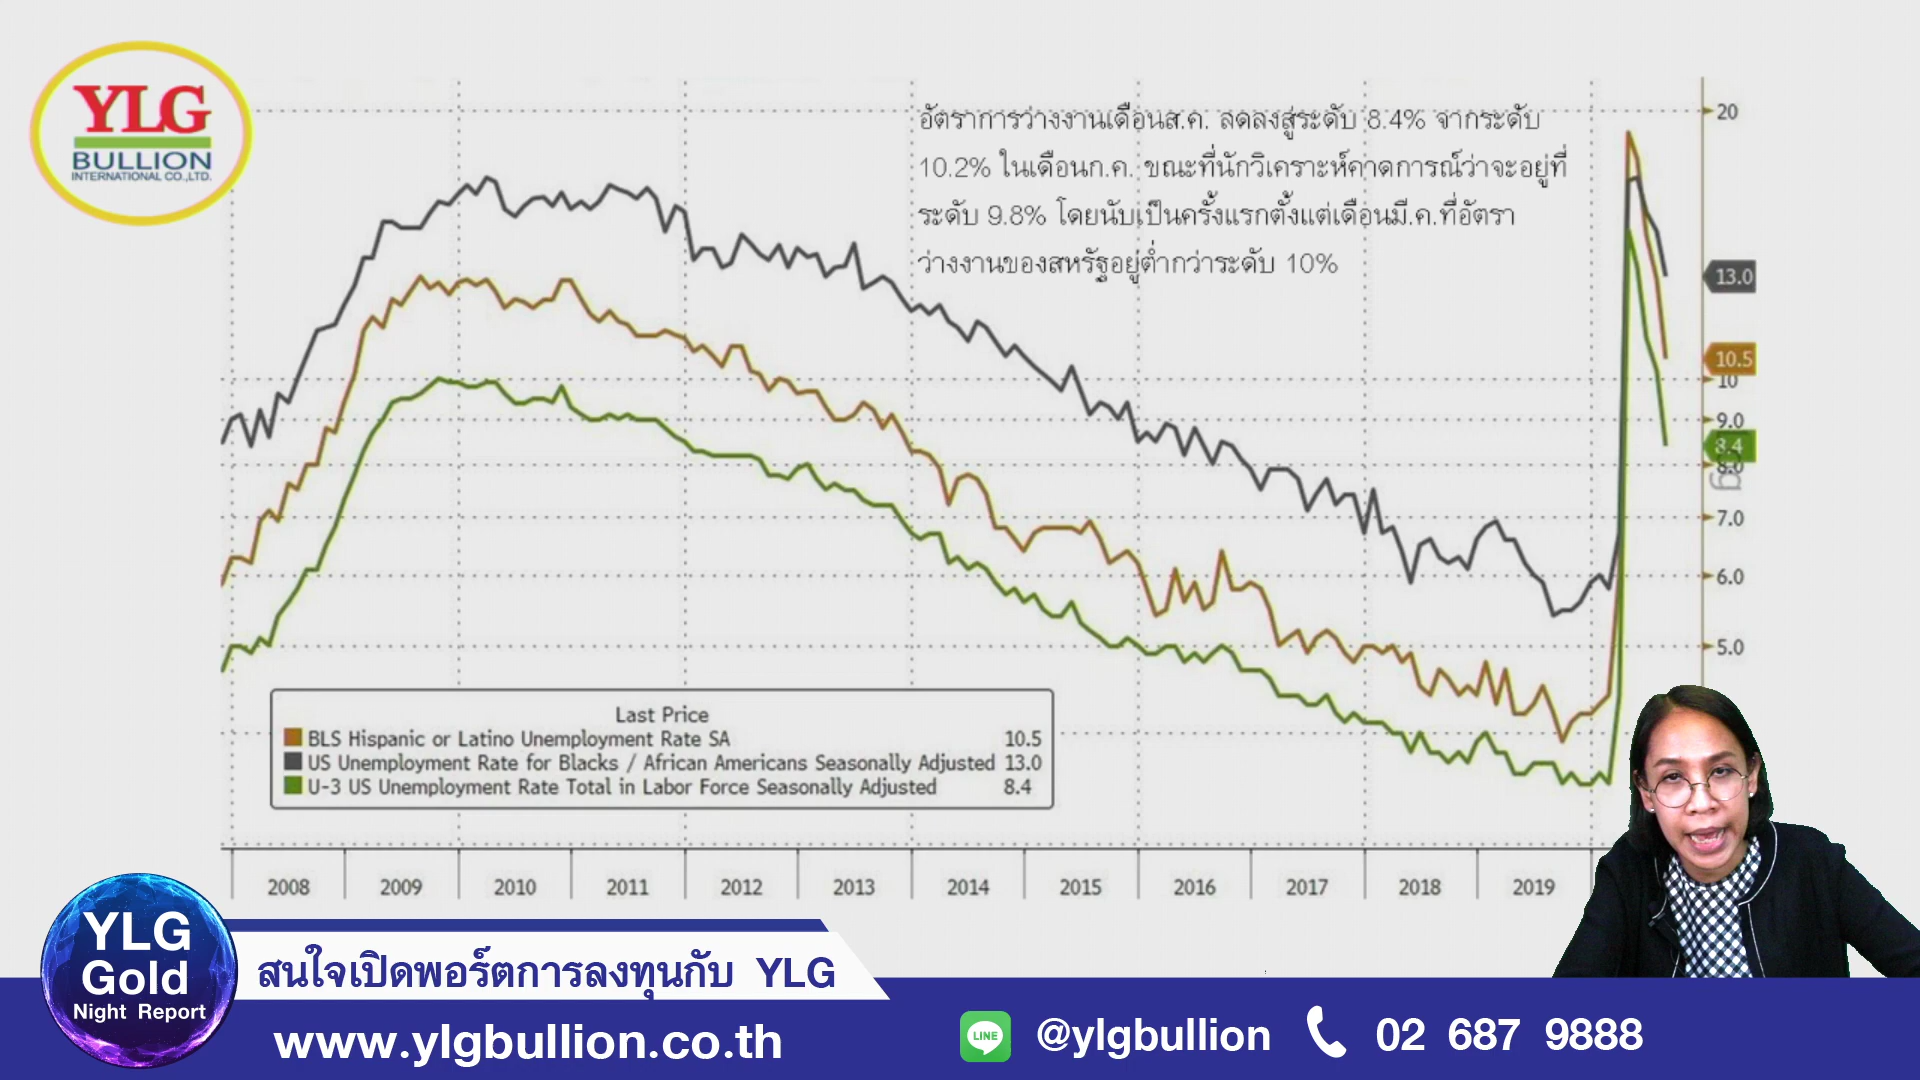 YLG
BULLION
INTERNATIONAL CO.,LTD.
อัตราการว่างงานเดือนส.ค. ลดลงสู่ระดับ 8.4% จากระดับ
10.2% ในเดือนก.ค. ขณะที่นักวิเคราะห์คาดการณ์ว่าจะอยู่ที่
ระดับ 9.8% โดยนับเป็นครั้งแรกตั้งแต่เดือนมี.ค.ที่อัตรา
ว่างงานของสหรัฐอยู่ต่ำกว่าระดับ 10%
20
13.0
10.5
10
9.0
8.4
8.0
7.0
6.0
5.0
Last Price
BLS Hispanic or Latino Unemployment Rate SA 10.5
US Unemployment Rate for Blacks / African Americans Seasonally Adjusted 13.0
U-3 US Unemployment Rate Total in Labor Force Seasonally Adjusted 8.4
2008 2009 2010 2011 2012 2013 2014 2015 2016 2017 2018 2019
YLG
Gold
Night Report
สนใจเปิดพอร์ตการลงทุนกับ YLG
www.ylgbullion.co.th
LINE
@ylgbullion
02 687 9888